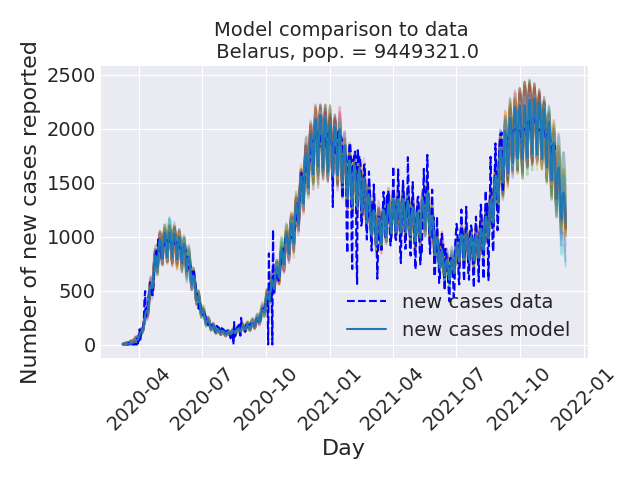 Model comparison to data
Belarus, pop. = 9449321.0
Number of new cases reported
2500
2000
1500
1000
500
0
new cases data
new cases model
2020-04
2020-07
2020-10
2021-01
2021-04
2021-07
2021-10
2022-01
Day